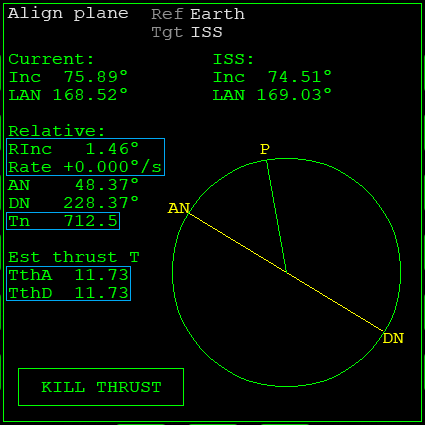 Align plane Ref Earth
Tgt ISS
Current: ISS:
Inc 75.89° Inc 74.51°
LAN 168.52° LAN 169.03°
Relative:
RInc 1.46°
Rate +0.000°/s
AN 48.37°
DN 228.37°
Tn 712.5
Est thrust T
TthA 11.73
TthD 11.73
P
AN
DN
KILL THRUST